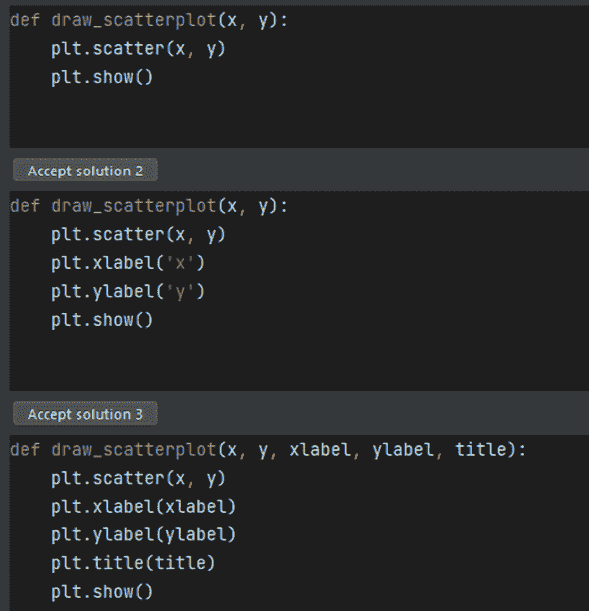 def draw_scatterplot(x, y):
    plt.scatter(x, y)
    plt.show()
Accept solution 2
def draw_scatterplot(x, y):
    plt.scatter(x, y)
    plt.xlabel('x')
    plt.ylabel('y')
    plt.show()
Accept solution 3
def draw_scatterplot(x, y, xlabel, ylabel, title):
    plt.scatter(x, y)
    plt.xlabel(xlabel)
    plt.ylabel(ylabel)
    plt.title(title)
    plt.show()